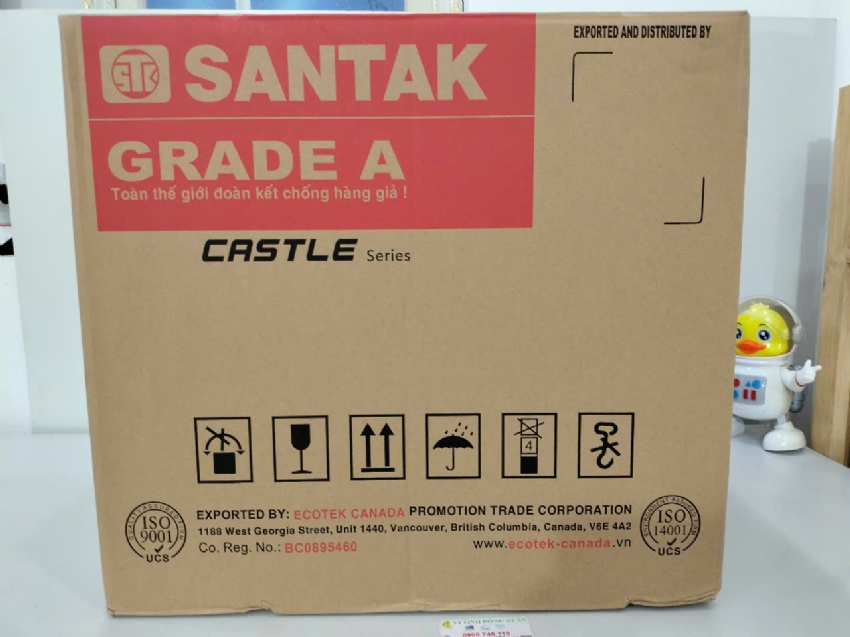 EXPORTED AND DISTRIBUTED BY
STK SANTAK
GRADE A
Toàn thế giới đoàn kết chống hàng giả !
CASTLE Series
4
EXPORTED BY: ECOTEK CANADA PROMOTION TRADE CORPORATION
1188 West Georgia Street, Unit 1440, Vancouver, British Columbia, Canada, V6E 4A2
Co. Reg. No.: BC0895460
www.ecotek-canada.vn
ISO
9001
UCS
ISO
14001
UCS